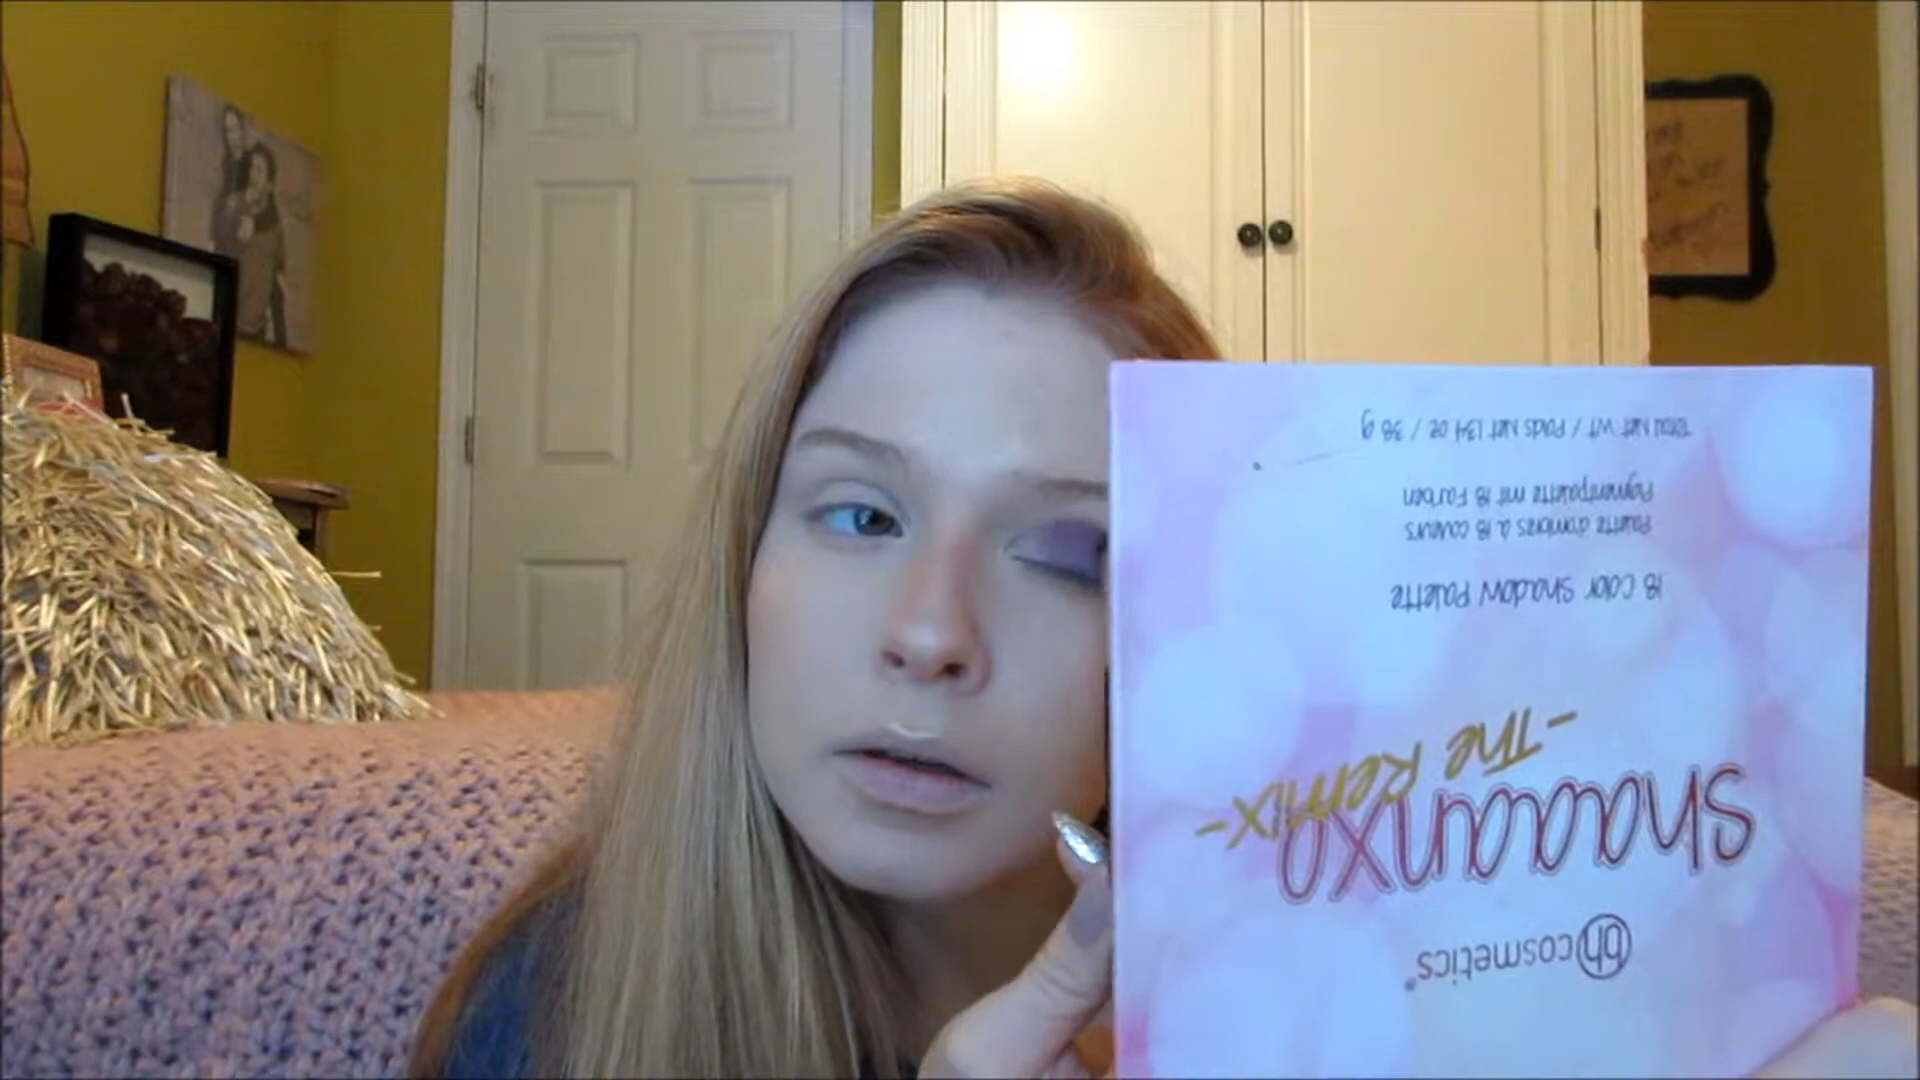 bh cosmetics®
shaaanxo
-The Remix-
18 Color Shadow Palette
Palette d'ombres à 18 couleurs
Pigmentpalette mit 18 Farben
Total Net Wt / Poids Net 1.34 oz / 38 g